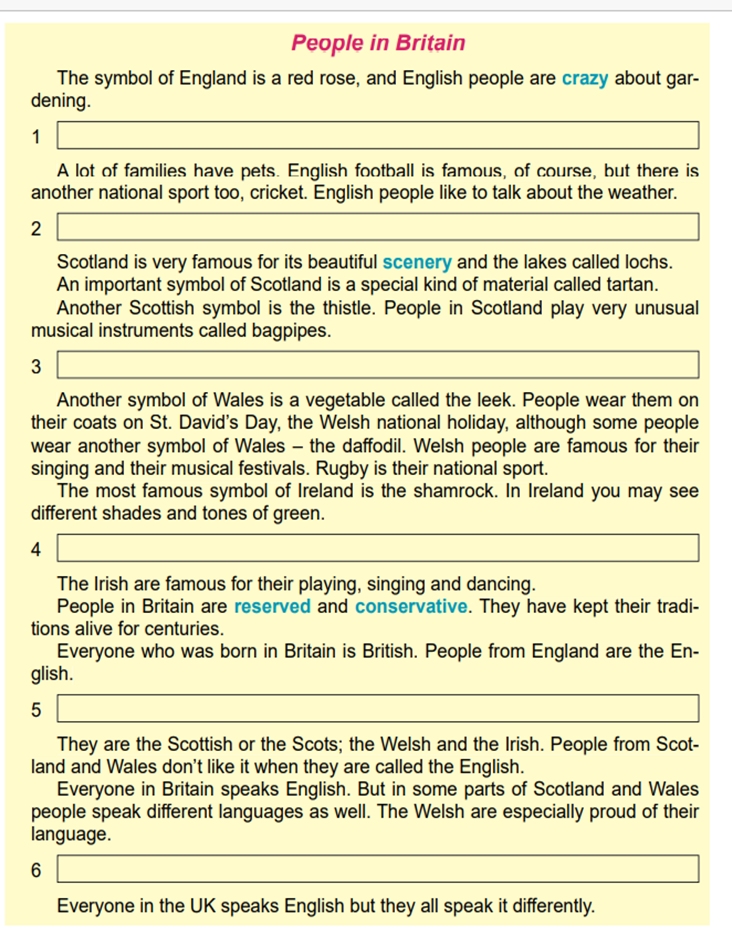 People in Britain
The symbol of England is a red rose, and English people are crazy about gar-
dening.
1
A lot of families have pets. English football is famous, of course, but there is
another national sport too, cricket. English people like to talk about the weather.
2
Scotland is very famous for its beautiful scenery and the lakes called lochs.
An important symbol of Scotland is a special kind of material called tartan.
Another Scottish symbol is the thistle. People in Scotland play very unusual
musical instruments called bagpipes.
3
Another symbol of Wales is a vegetable called the leek. People wear them on
their coats on St. David's Day, the Welsh national holiday, although some people
wear another symbol of Wales – the daffodil. Welsh people are famous for their
singing and their musical festivals. Rugby is their national sport.
The most famous symbol of Ireland is the shamrock. In Ireland you may see
different shades and tones of green.
4
The Irish are famous for their playing, singing and dancing.
People in Britain are reserved and conservative. They have kept their tradi-
tions alive for centuries.
Everyone who was born in Britain is British. People from England are the En-
glish.
5
They are the Scottish or the Scots; the Welsh and the Irish. People from Scot-
land and Wales don't like it when they are called the English.
Everyone in Britain speaks English. But in some parts of Scotland and Wales
people speak different languages as well. The Welsh are especially proud of their
language.
6
Everyone in the UK speaks English but they all speak it differently.